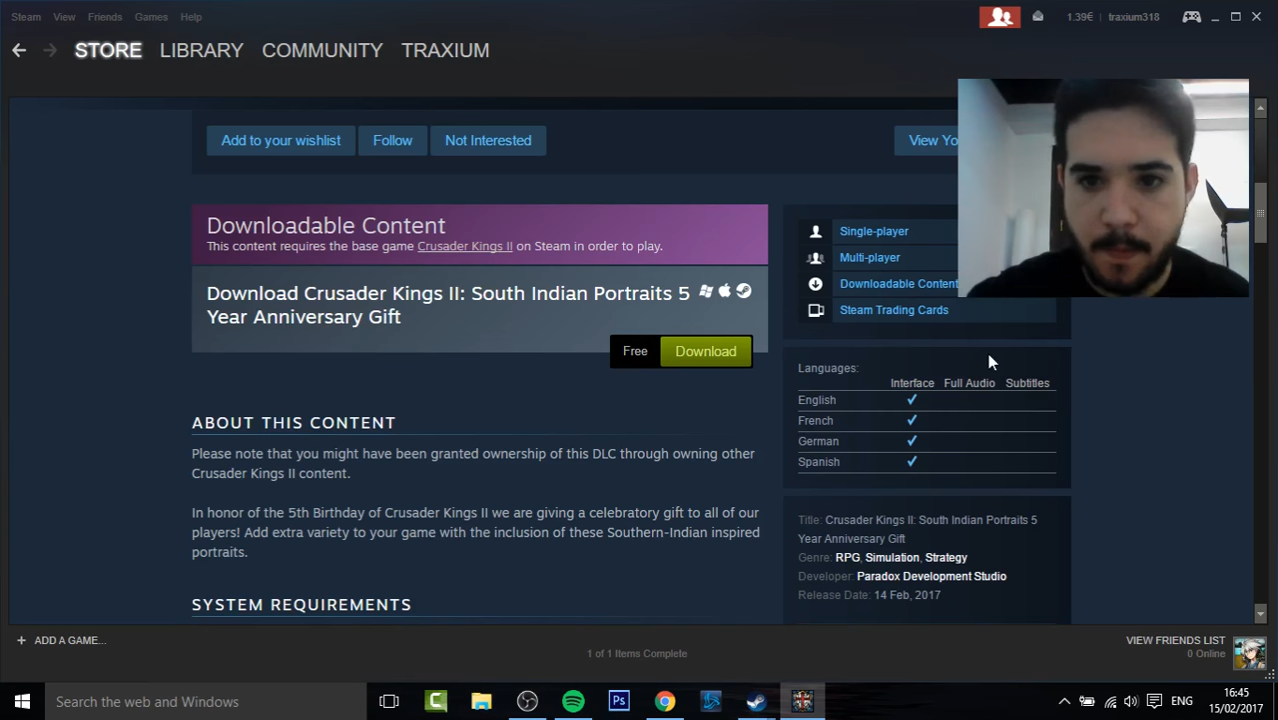 Steam View Friends Games Help
1.39€ traxium318
STORE LIBRARY COMMUNITY TRAXIUM
Add to your wishlist Follow Not Interested
View Yo
Downloadable Content
This content requires the base game Crusader Kings II on Steam in order to play.
Download Crusader Kings II: South Indian Portraits 5
Year Anniversary Gift
Free Download
ABOUT THIS CONTENT
Please note that you might have been granted ownership of this DLC through owning other
Crusader Kings II content.
In honor of the 5th Birthday of Crusader Kings II we are giving a celebratory gift to all of our
players! Add extra variety to your game with the inclusion of these Southern-Indian inspired
portraits.
SYSTEM REQUIREMENTS
Single-player
Multi-player
Downloadable Content
Steam Trading Cards
Languages:
Interface Full Audio Subtitles
English ✔
French ✔
German ✔
Spanish ✔
Title: Crusader Kings II: South Indian Portraits 5
Year Anniversary Gift
Genre: RPG, Simulation, Strategy
Developer: Paradox Development Studio
Release Date: 14 Feb, 2017
+ ADD A GAME...
1 of 1 Items Complete
VIEW FRIENDS LIST
0 Online
Search the web and Windows
Ps
ENG
16:45
15/02/2017